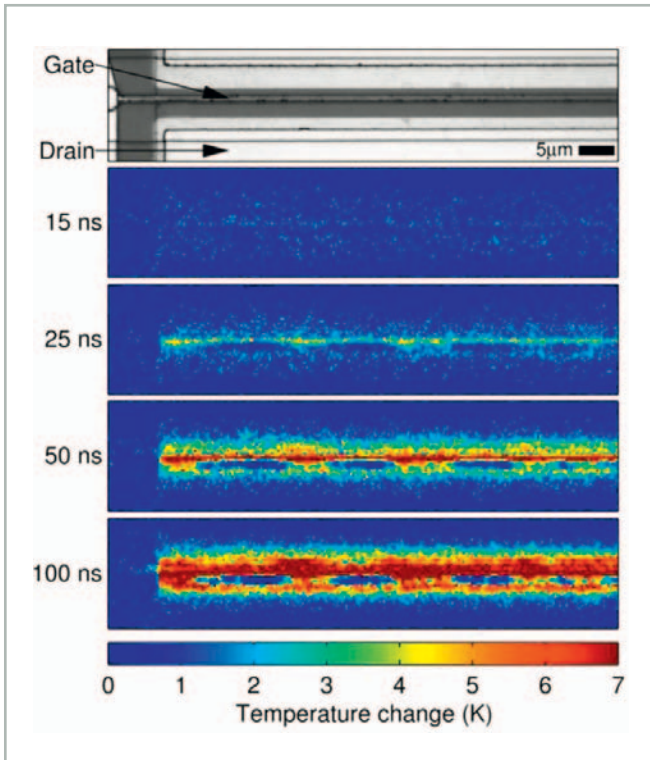 Gate
Drain
5μm
15 ns
25 ns
50 ns
100 ns
0 1 2 3 4 5 6 7
Temperature change (K)